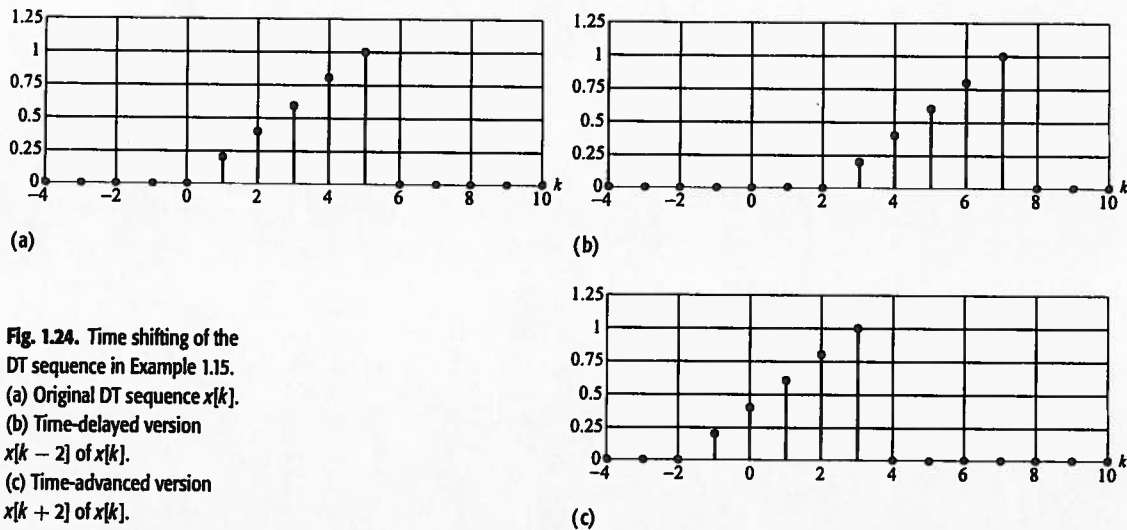 1.25
1
0.75
0.5
0.25
0
−4 −2 0 2 4 6 8 10 k
(a)
1.25
1
0.75
0.5
0.25
0
−4 −2 0 2 4 6 8 10 k
(b)
Fig. 1.24. Time shifting of the
DT sequence in Example 1.15.
(a) Original DT sequence x[k].
(b) Time-delayed version
x[k − 2] of x[k].
(c) Time-advanced version
x[k + 2] of x[k].
1.25
1
0.75
0.5
0.25
0
−4 −2 0 2 4 6 8 10 k
(c)